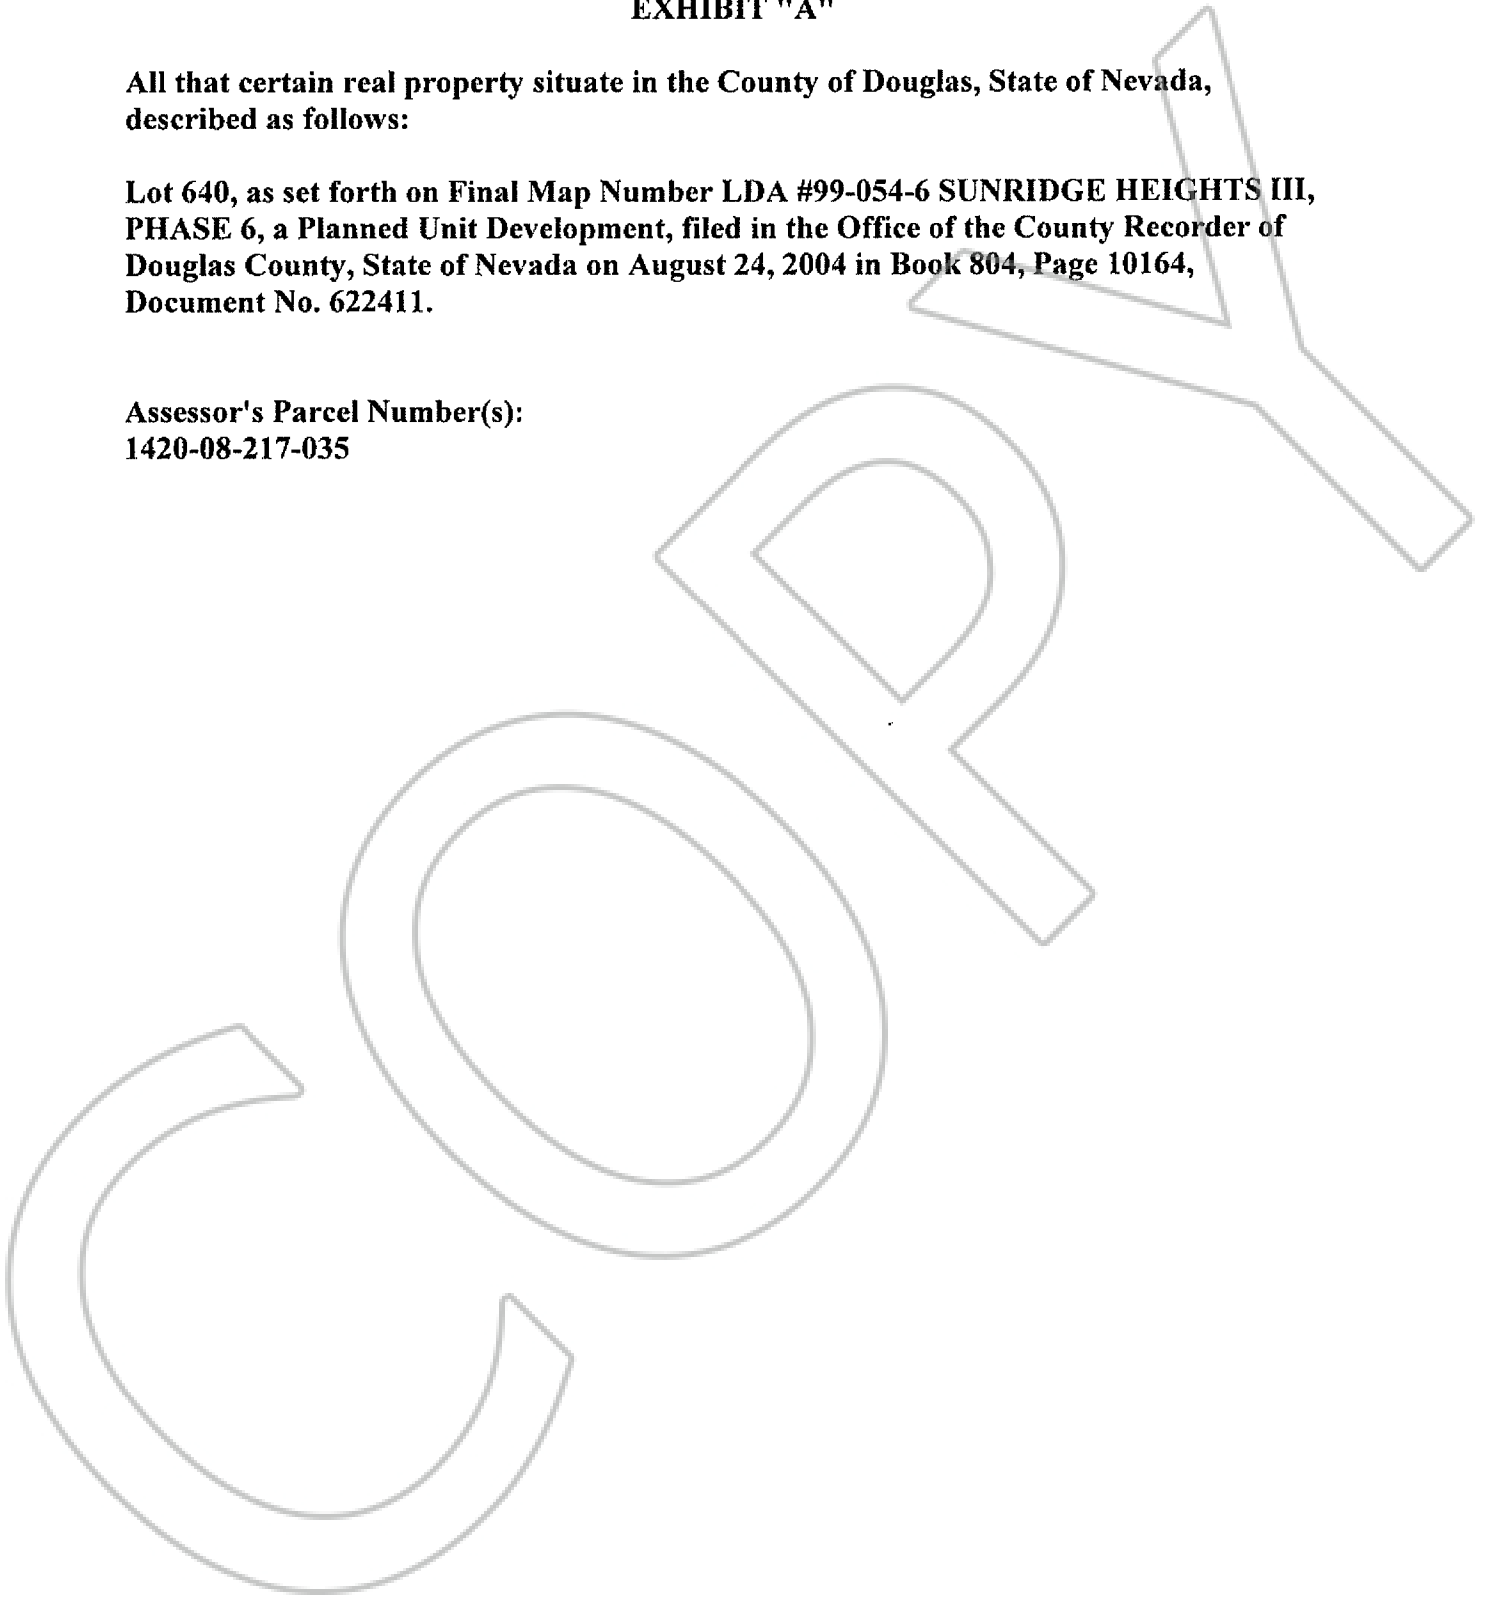 EXHIBIT "A"
All that certain real property situate in the County of Douglas, State of Nevada,
described as follows:
Lot 640, as set forth on Final Map Number LDA #99-054-6 SUNRIDGE HEIGHTS III,
PHASE 6, a Planned Unit Development, filed in the Office of the County Recorder of
Douglas County, State of Nevada on August 24, 2004 in Book 804, Page 10164,
Document No. 622411.
Assessor's Parcel Number(s):
1420-08-217-035
COPY